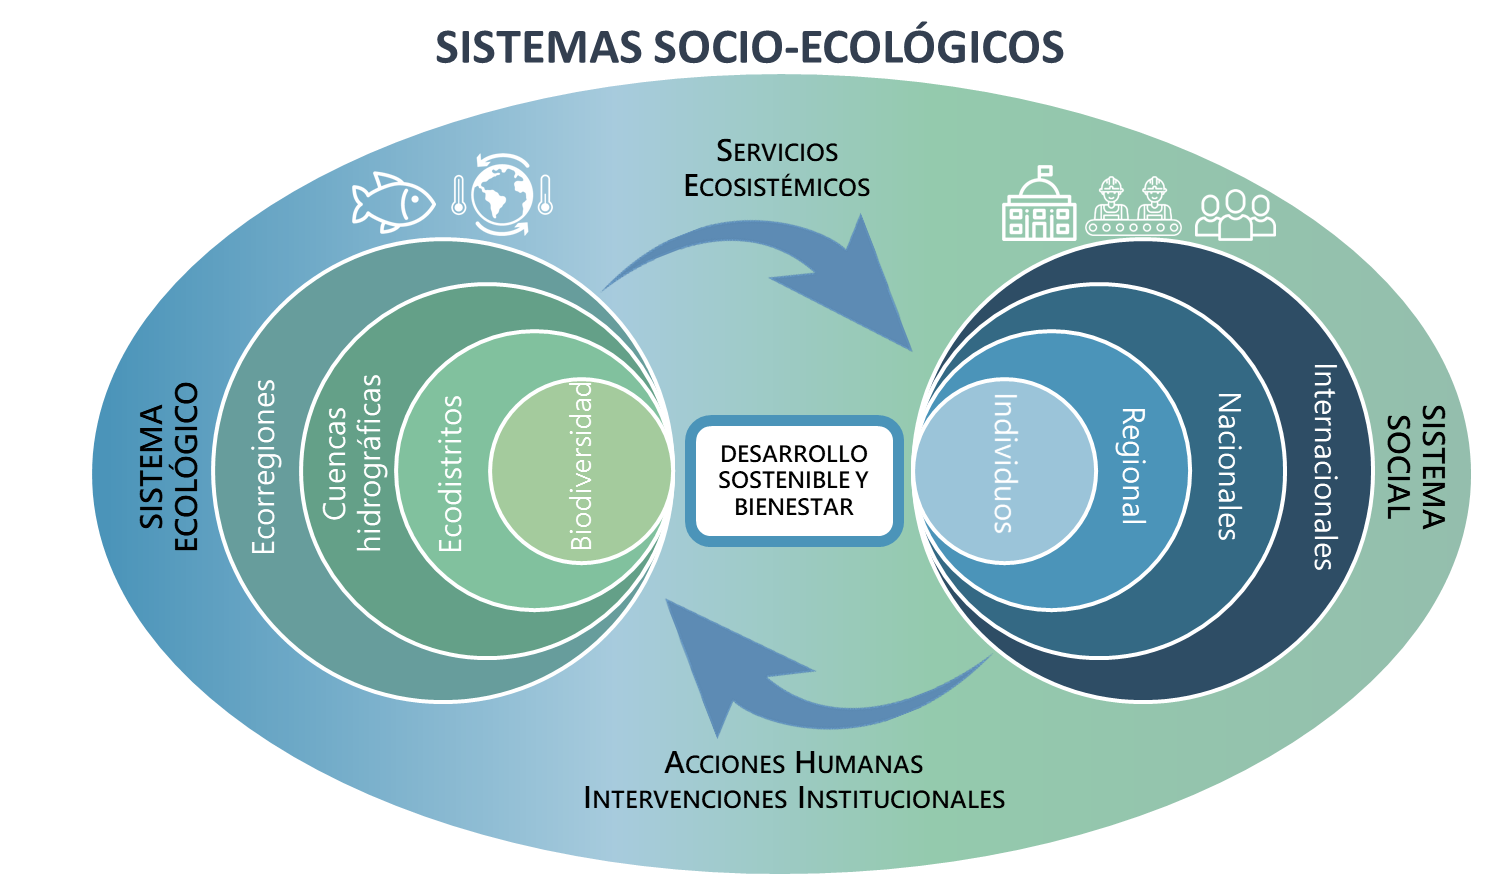 SISTEMAS SOCIO-ECOLÓGICOS
SERVICIOS
ECOSISTÉMICOS
SISTEMA
ECOLÓGICO
Ecorregiones
Cuencas
hidrográficas
Ecodistritos
Biodiversidad
DESARROLLO
SOSTENIBLE Y
BIENESTAR
Individuos
Regional
Nacionales
Internacionales
SISTEMA
SOCIAL
ACCIONES HUMANAS
INTERVENCIONES INSTITUCIONALES